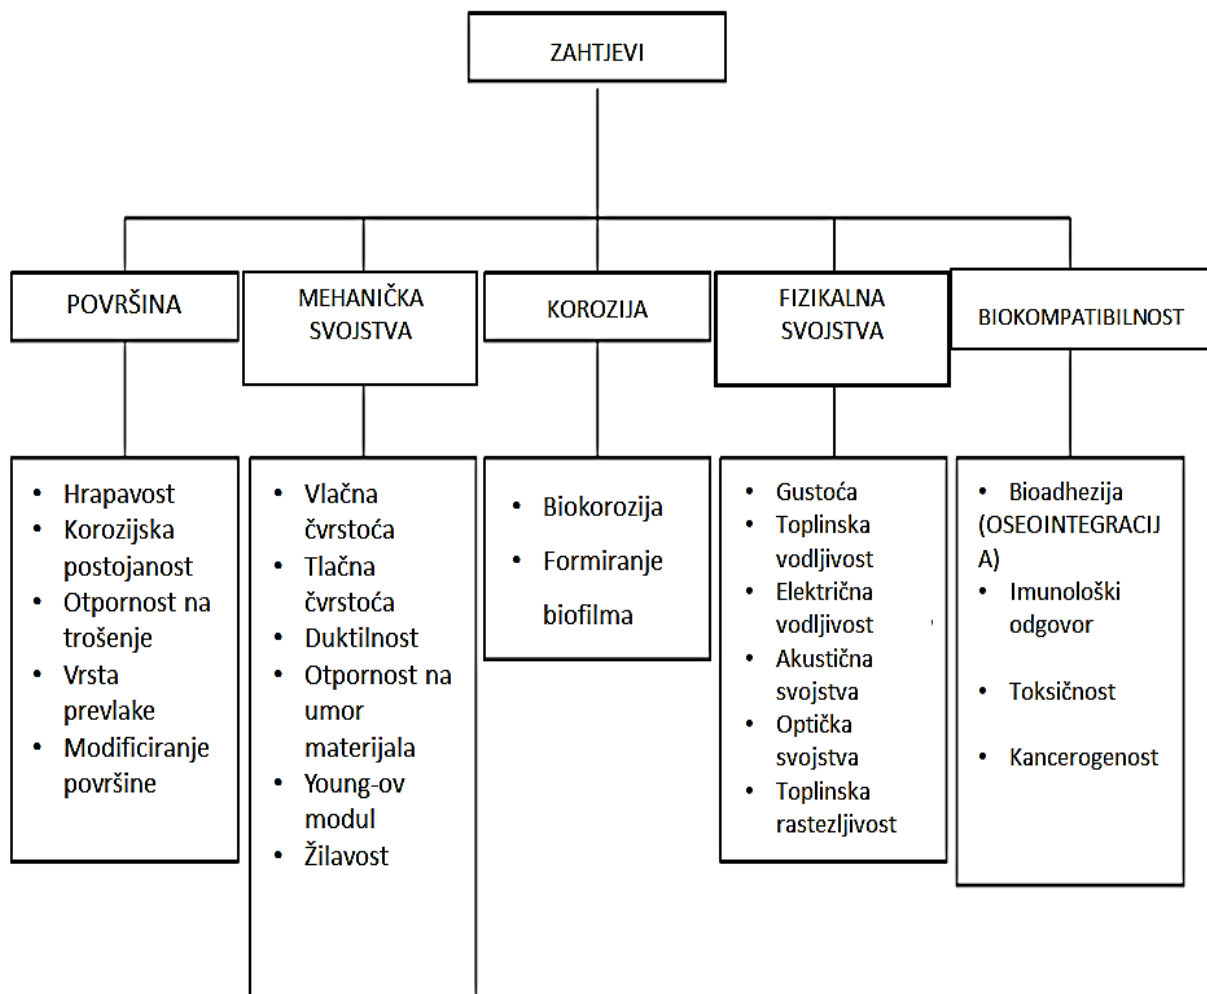 ZAHTJEVI
POVRŠINA
MEHANIČKA
SVOJSTVA
KOROZIJA
FIZIKALNA
SVOJSTVA
BIOKOMPATIBILNOST
• Hrapavost
• Korozijska
postojanost
• Otpornost na
trošenje
• Vrsta
prevlake
• Modificiranje
površine
• Vlačna
čvrstoća
• Tlačna
čvrstoća
• Duktilnost
• Otpornost na
umor
materijala
• Young-ov
modul
• Žilavost
• Biokorozija
• Formiranje
biofilma
• Gustoća
• Toplinska
vodljivost
• Električna
vodljivost
• Akustična
svojstva
• Optička
svojstva
• Toplinska
rastezljivost
• Bioadhezija
(OSEOINTEGRACIJ
A)
• Imunološki
odgovor
• Toksičnost
• Kancerogenost